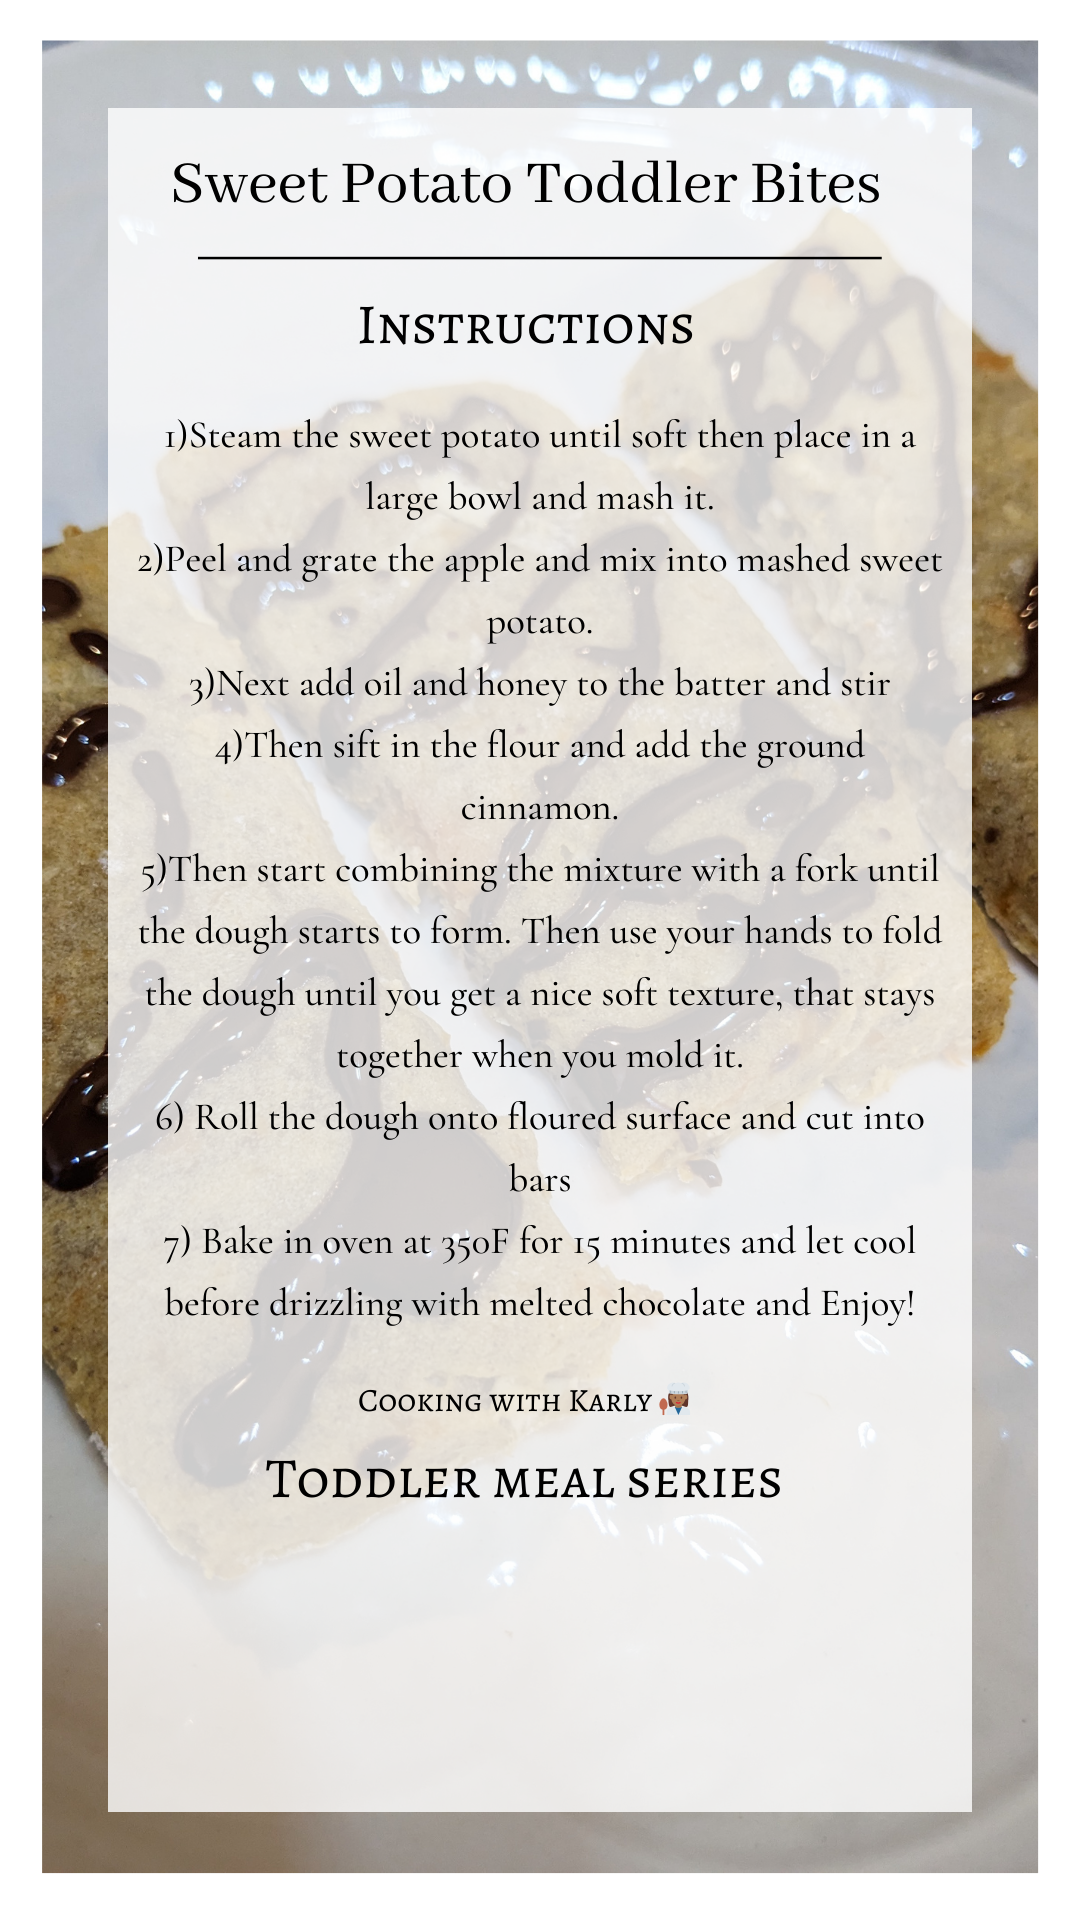 Sweet Potato Toddler Bites
Instructions
1)Steam the sweet potato until soft then place in a
large bowl and mash it.
2)Peel and grate the apple and mix into mashed sweet
potato.
3)Next add oil and honey to the batter and stir
4)Then sift in the flour and add the ground
cinnamon.
5)Then start combining the mixture with a fork until
the dough starts to form. Then use your hands to fold
the dough until you get a nice soft texture, that stays
together when you mold it.
6) Roll the dough onto floured surface and cut into
bars
7) Bake in oven at 350F for 15 minutes and let cool
before drizzling with melted chocolate and Enjoy!
Cooking with Karly
Toddler meal series